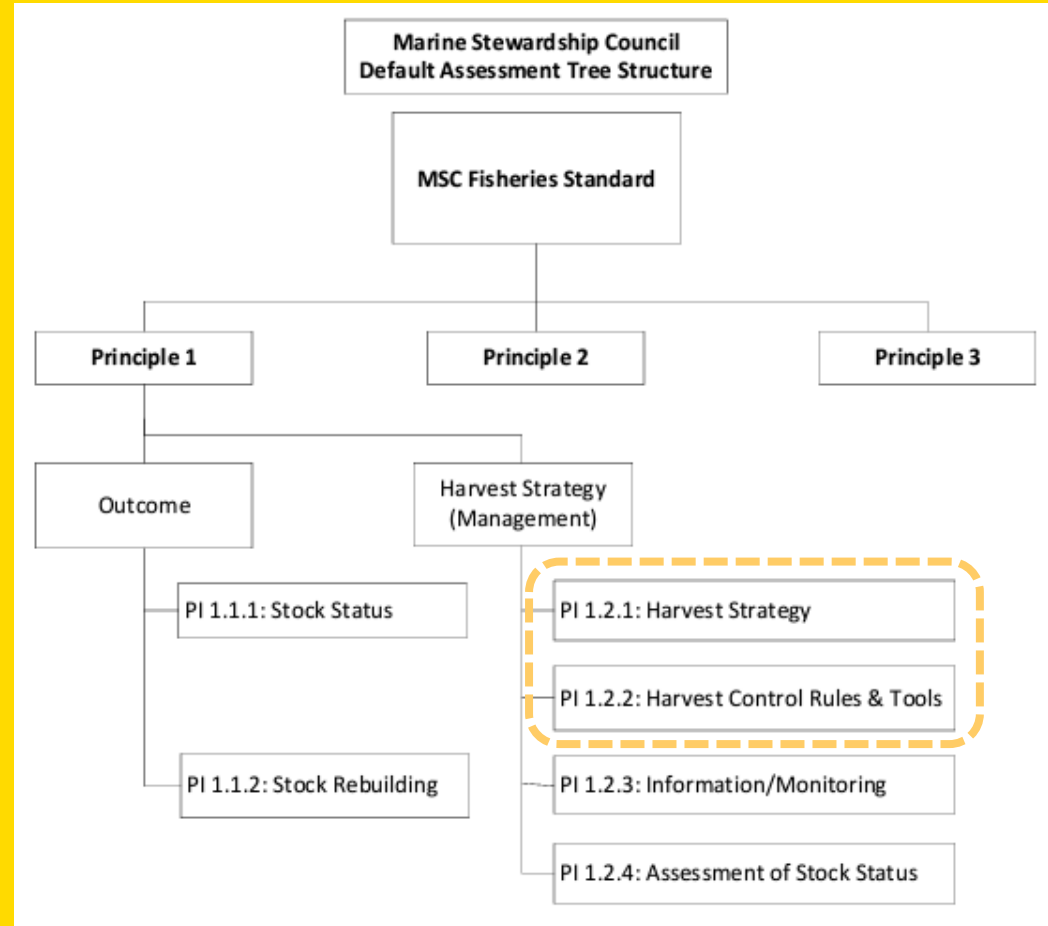 Marine Stewardship Council
Default Assessment Tree Structure
MSC Fisheries Standard
Principle 1
Principle 2
Principle 3
Outcome
Harvest Strategy
(Management)
PI 1.1.1: Stock Status
PI 1.2.1: Harvest Strategy
PI 1.2.2: Harvest Control Rules & Tools
PI 1.1.2: Stock Rebuilding
PI 1.2.3: Information/Monitoring
PI 1.2.4: Assessment of Stock Status